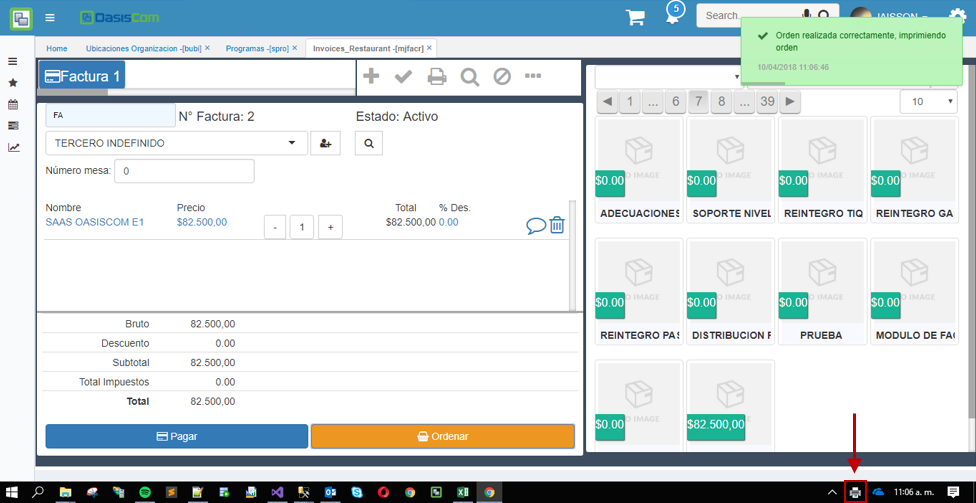 OasisCom
5
Search...
JAISSON
Orden realizada correctamente, imprimiendo
orden
10/04/2018 11:06:46
Home
Ubicaciones Organizacion -[bubi] ×
Programas -[spro] ×
Invoices_Restaurant -[mjfacr] ×
Factura 1
FA
N° Factura: 2
Estado: Activo
TERCERO INDEFINIDO
Número mesa:
0
Nombre
Precio
Total
% Des.
SAAS OASISCOM E1
$82.500,00
-
1
+
$82.500,00
0.00
Bruto
82.500,00
Descuento
0.00
Subtotal
82.500,00
Total Impuestos
0.00
Total
82.500,00
Pagar
Ordenar
1
...
6
7
8
...
39
10
$0.00
$0.00
$0.00
$0.00
ADECUACIONES
SOPORTE NIVEL
REINTEGRO TIQ
REINTEGRO GA
$0.00
$0.00
$0.00
$0.00
REINTEGRO PAS
DISTRIBUCION
PRUEBA
MODULO DE FAC
$0.00
$82.500,00
11:06 a. m.